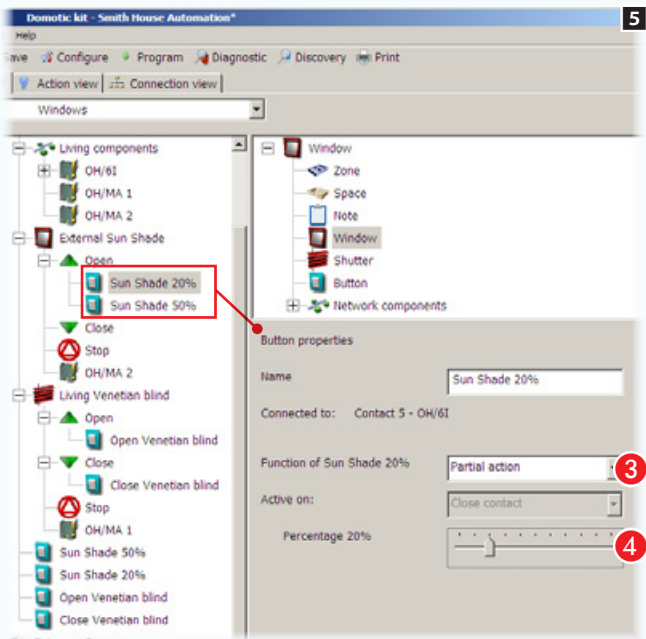 Domotic kit - Smith House Automation*
5
Help
ave Configure Program Diagnostic Discovery Print
Action view Connection view
Windows
Living components
OH/6I
OH/MA 1
OH/MA 2
External Sun Shade
Open
Sun Shade 20%
Sun Shade 50%
Close
Stop
OH/MA 2
Living Venetian blind
Open
Open Venetian blind
Close
Close Venetian blind
Stop
OH/MA 1
Sun Shade 50%
Sun Shade 20%
Open Venetian blind
Close Venetian blind
Window
Zone
Space
Note
Window
Shutter
Button
Network components
Button properties
Name Sun Shade 20%
Connected to: Contact 5 - OH/6I
Function of Sun Shade 20% Partial action 3
Active on: Close contact
Percentage 20% 4